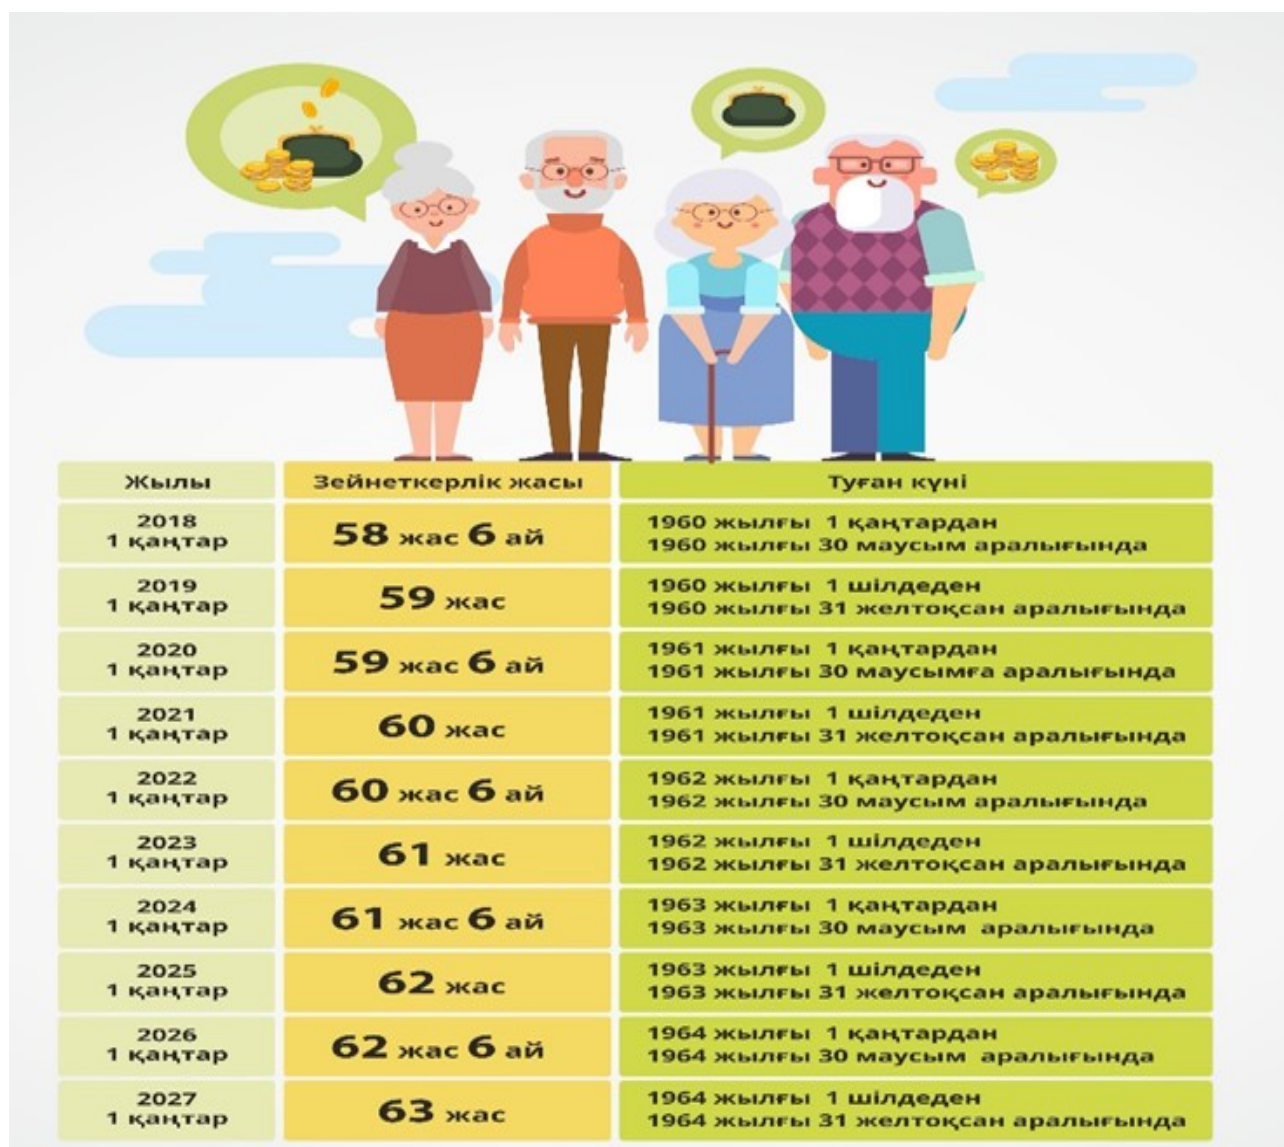 Жылы
Зейнеткерлік жасы
Туған күні
2018
1 қаңтар
58 жас 6 ай
1960 жылғы 1 қаңтардан
1960 жылғы 30 маусым аралығында
2019
1 қаңтар
59 жас
1960 жылғы 1 шілдеден
1960 жылғы 31 желтоқсан аралығында
2020
1 қаңтар
59 жас 6 ай
1961 жылғы 1 қаңтардан
1961 жылғы 30 маусымға аралығында
2021
1 қаңтар
60 жас
1961 жылғы 1 шілдеден
1961 жылғы 31 желтоқсан аралығында
2022
1 қаңтар
60 жас 6 ай
1962 жылғы 1 қаңтардан
1962 жылғы 30 маусым аралығында
2023
1 қаңтар
61 жас
1962 жылғы 1 шілдеден
1962 жылғы 31 желтоқсан аралығында
2024
1 қаңтар
61 жас 6 ай
1963 жылғы 1 қаңтардан
1963 жылғы 30 маусым аралығында
2025
1 қаңтар
62 жас
1963 жылғы 1 шілдеден
1963 жылғы 31 желтоқсан аралығында
2026
1 қаңтар
62 жас 6 ай
1964 жылғы 1 қаңтардан
1964 жылғы 30 маусым аралығында
2027
1 қаңтар
63 жас
1964 жылғы 1 шілдеден
1964 жылғы 31 желтоқсан аралығында